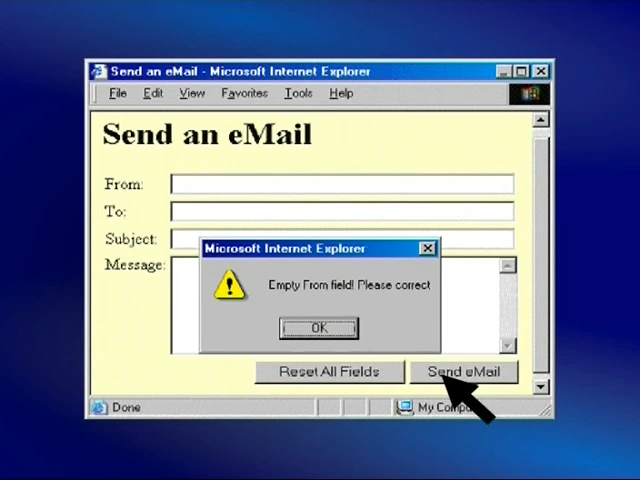 Send an eMail - Microsoft Internet Explorer
File Edit View Favorites Tools Help
Send an eMail
From:
To:
Subject:
Message:
Microsoft Internet Explorer
Empty From field! Please correct
OK
Reset All Fields Send eMail
Done My